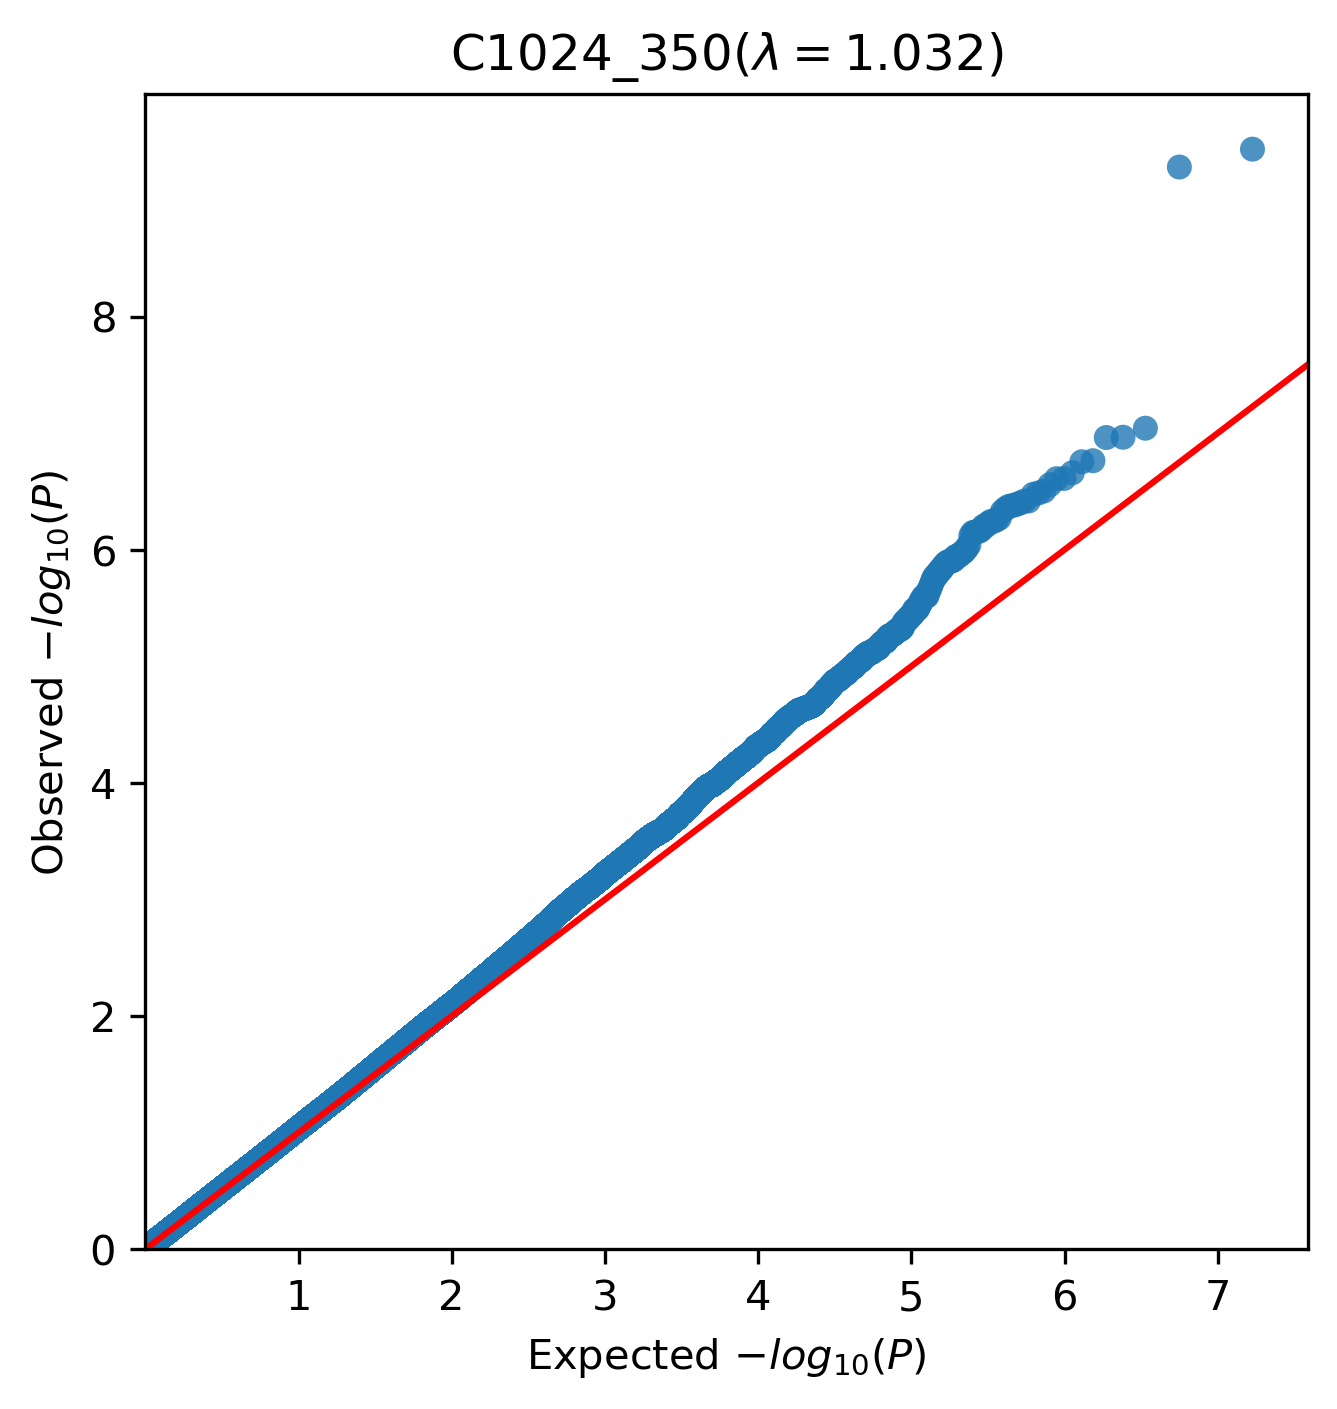 C1024_350(λ = 1.032)
Observed −log₁₀(P)
8
6
4
2
0
1 2 3 4 5 6 7
Expected −log₁₀(P)